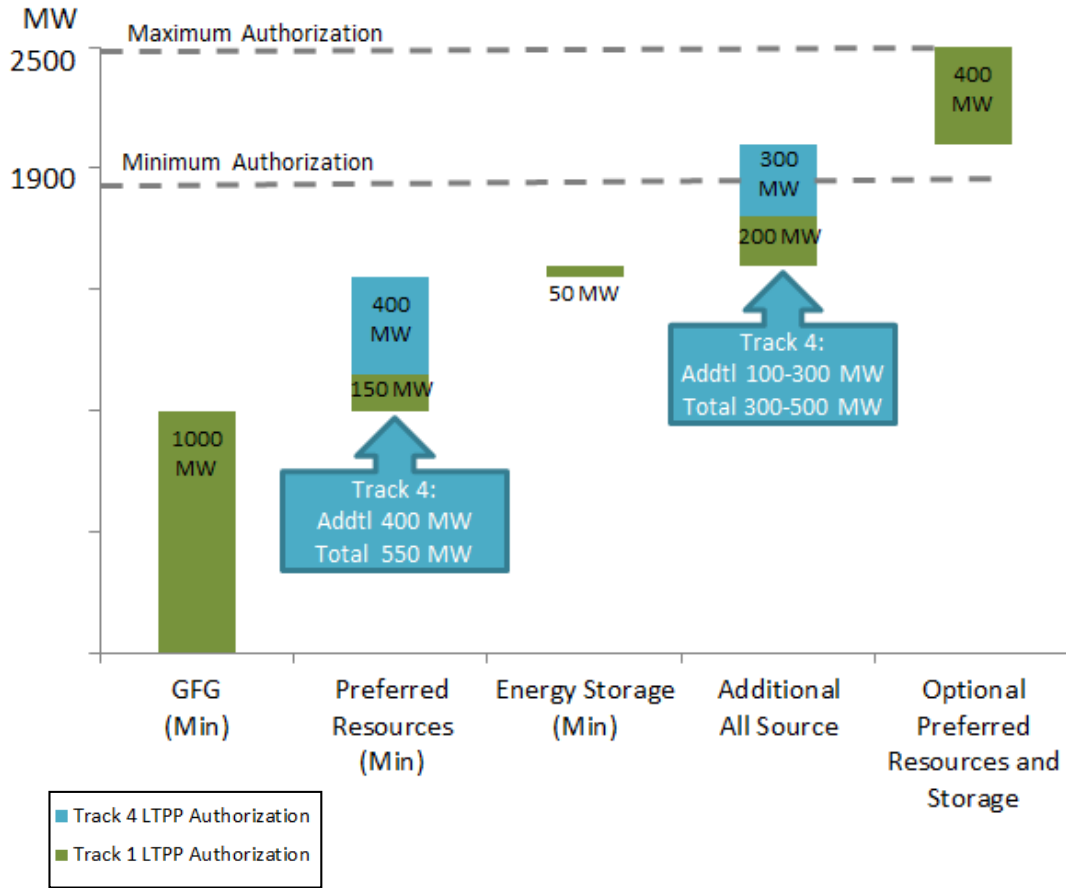 MW
Maximum Authorization
2500
400
MW
Minimum Authorization
1900
300
MW
200 MW
50 MW
400
MW
150 MW
Track 4:
Addtl 100-300 MW
Total 300-500 MW
1000
MW
Track 4:
Addtl 400 MW
Total 550 MW
GFG
(Min)
Preferred
Resources
(Min)
Energy Storage
(Min)
Additional
All Source
Optional
Preferred
Resources and
Storage
Track 4 LTPP Authorization
Track 1 LTPP Authorization